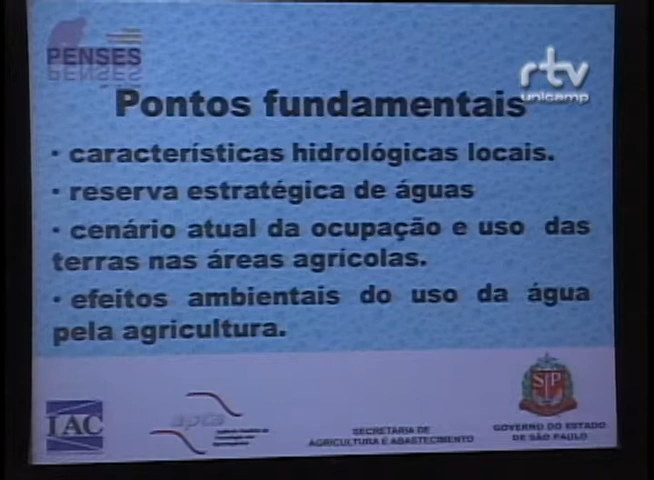 PENSES
rtv
unicamp
Pontos fundamentais
• características hidrológicas locais.
• reserva estratégica de águas
• cenário atual da ocupação e uso das
terras nas áreas agrícolas.
• efeitos ambientais do uso da água
pela agricultura.
IAC
apta
SECRETARIA DE
AGRICULTURA E ABASTECIMENTO
SP
GOVERNO DO ESTADO
DE SÃO PAULO